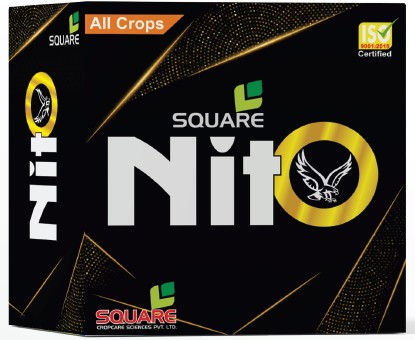 SQUARE
Nito
All Crops
ISO
9001:2015
Certified
SQUARE
Nito
SQUARE
CROPCARE SCIENCES PVT. LTD.